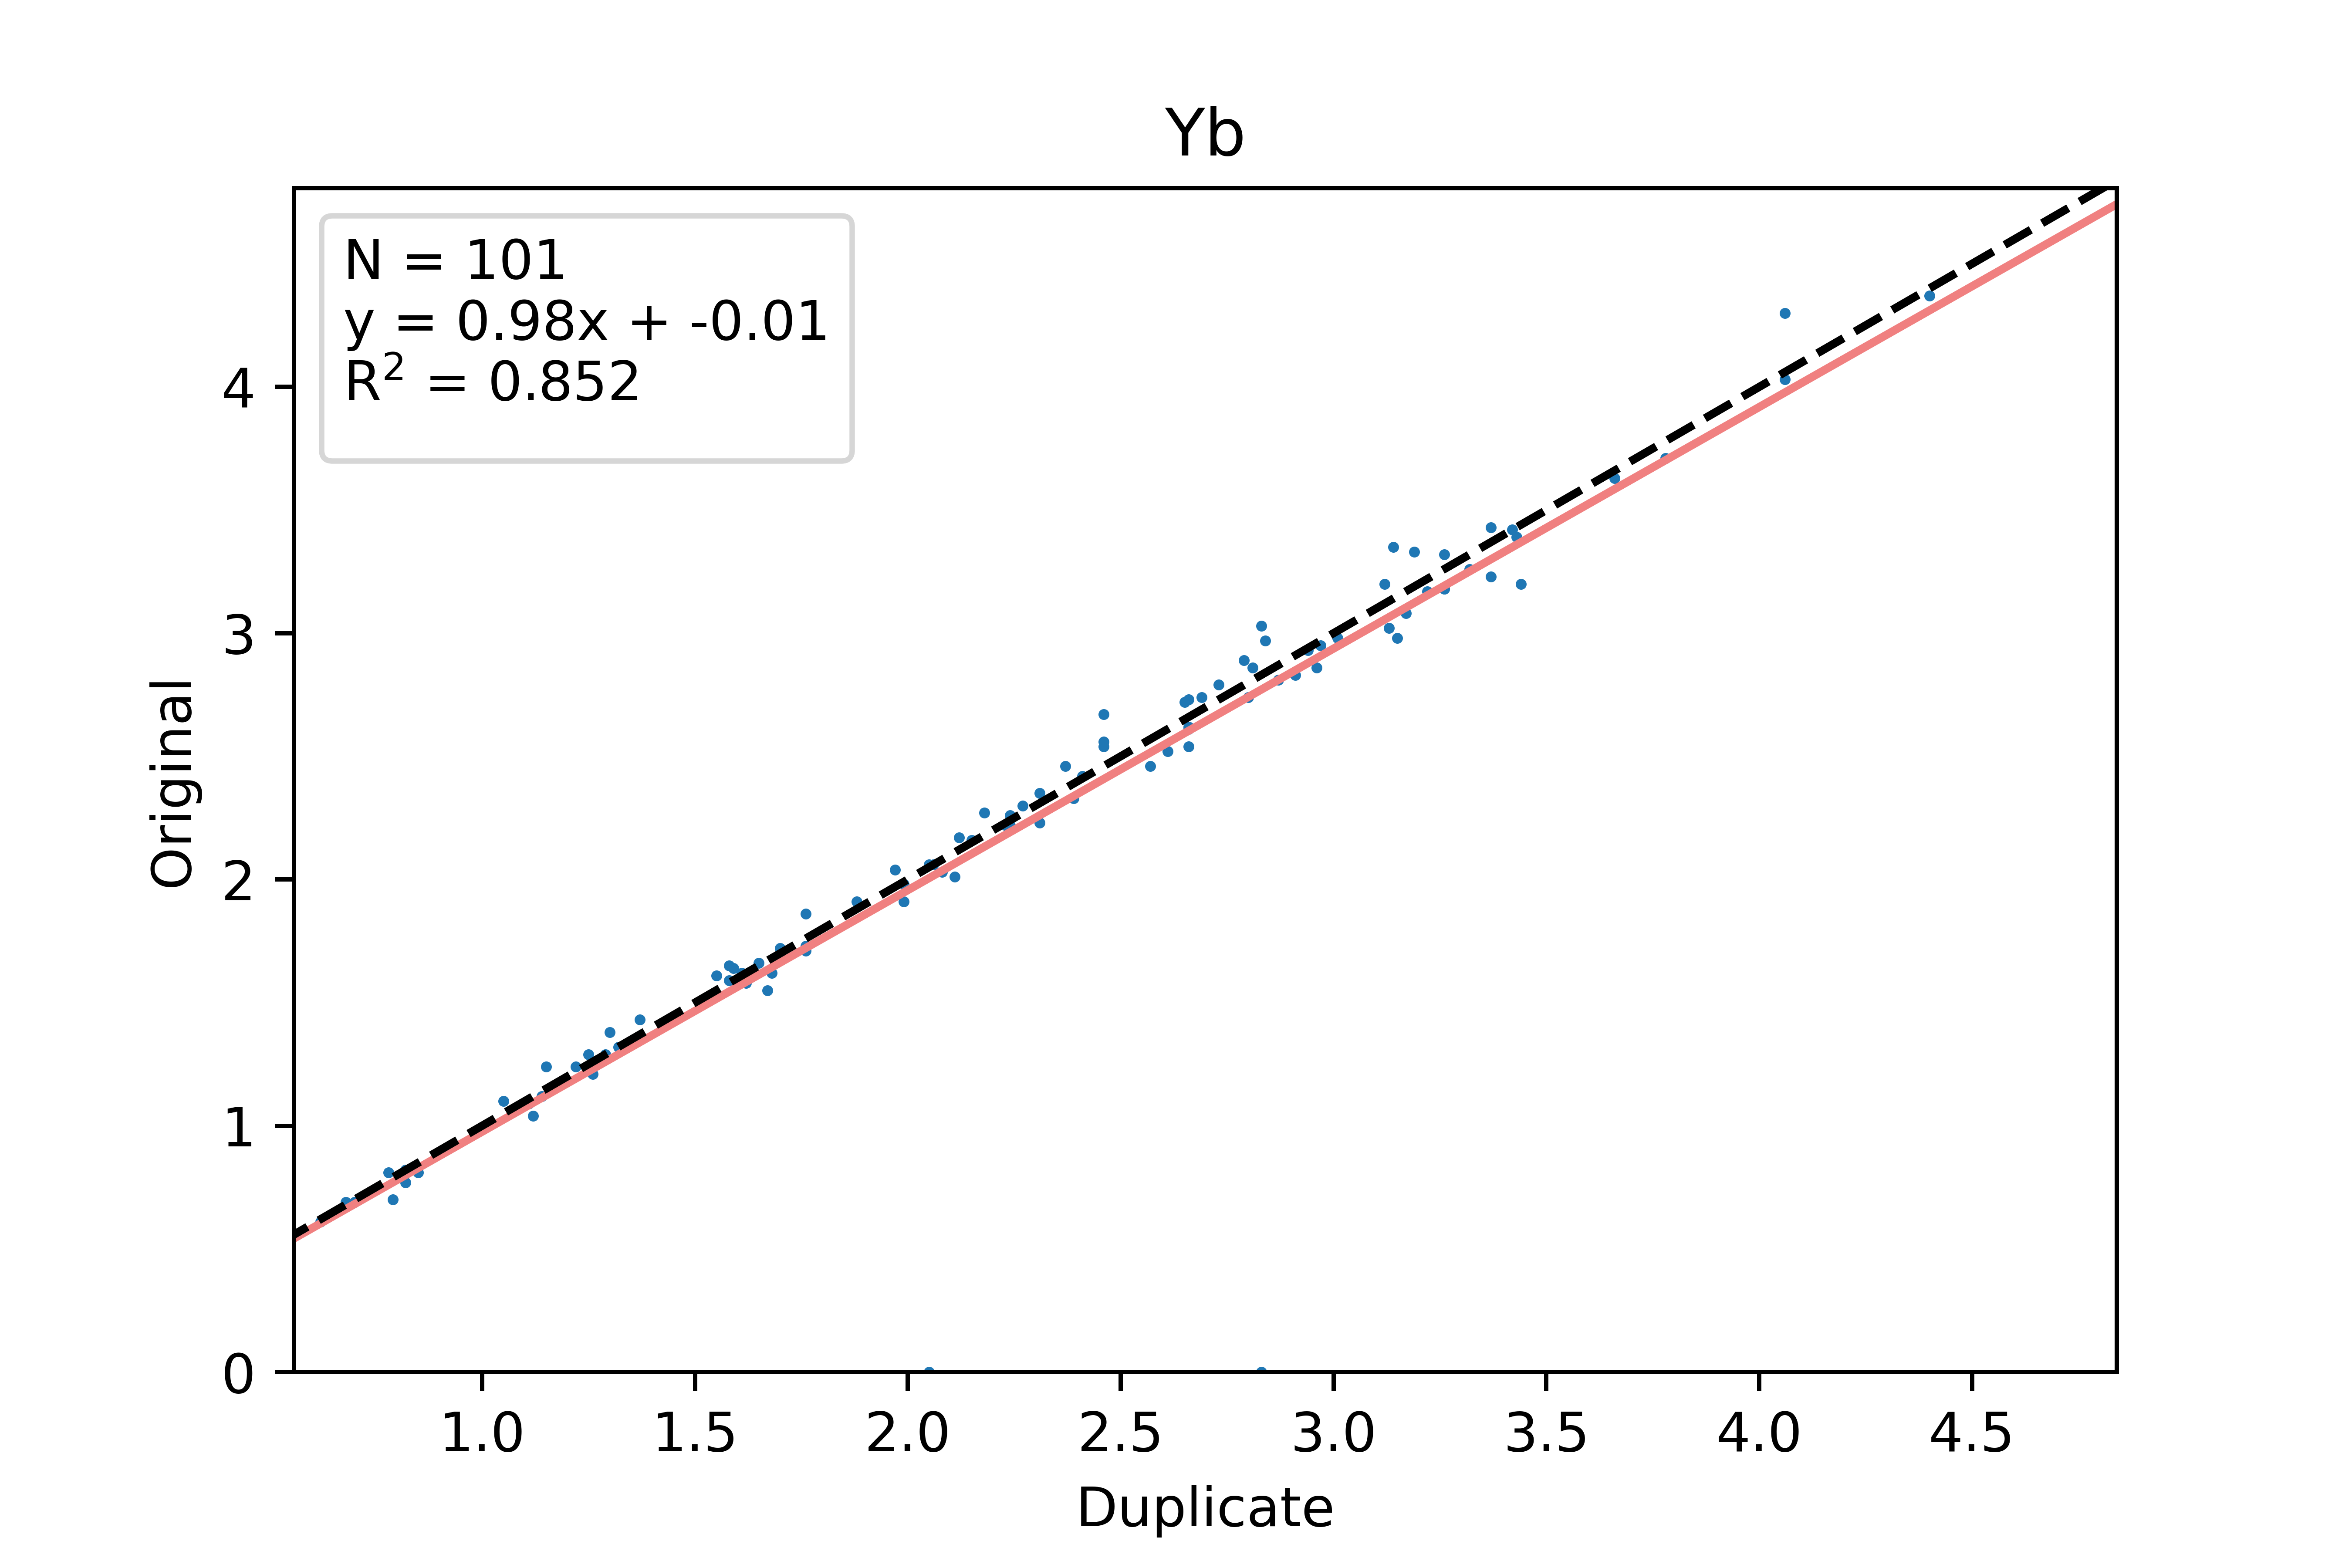 Yb
N = 101
y = 0.98x + -0.01
R² = 0.852
Original
4
3
2
1
0
1.0 1.5 2.0 2.5 3.0 3.5 4.0 4.5
Duplicate